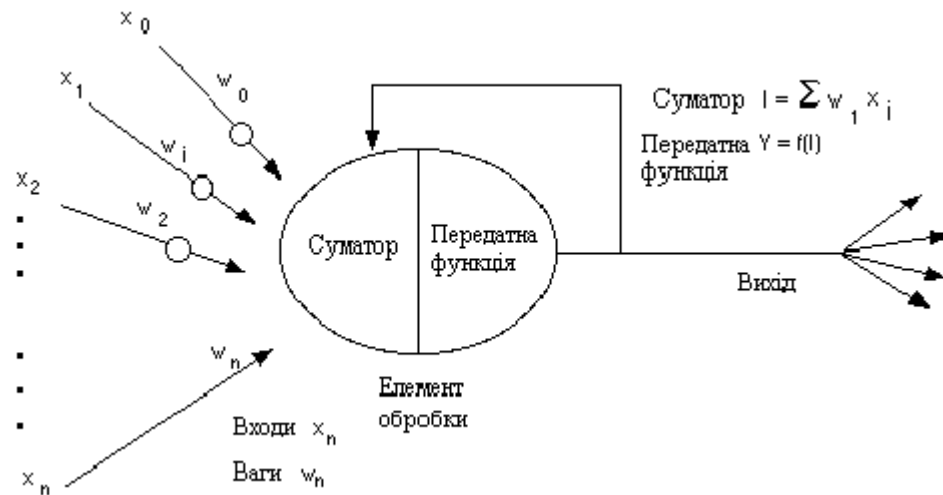 x₀
w₀
x₁
wᵢ
x₂
w₂
Суматор I = Σ w₁ xᵢ
Передатна Y = f(I)
функція
Суматор
Передатна
функція
Вихід
wₙ
Елемент
обробки
Входи xₙ
Ваги wₙ
xₙ